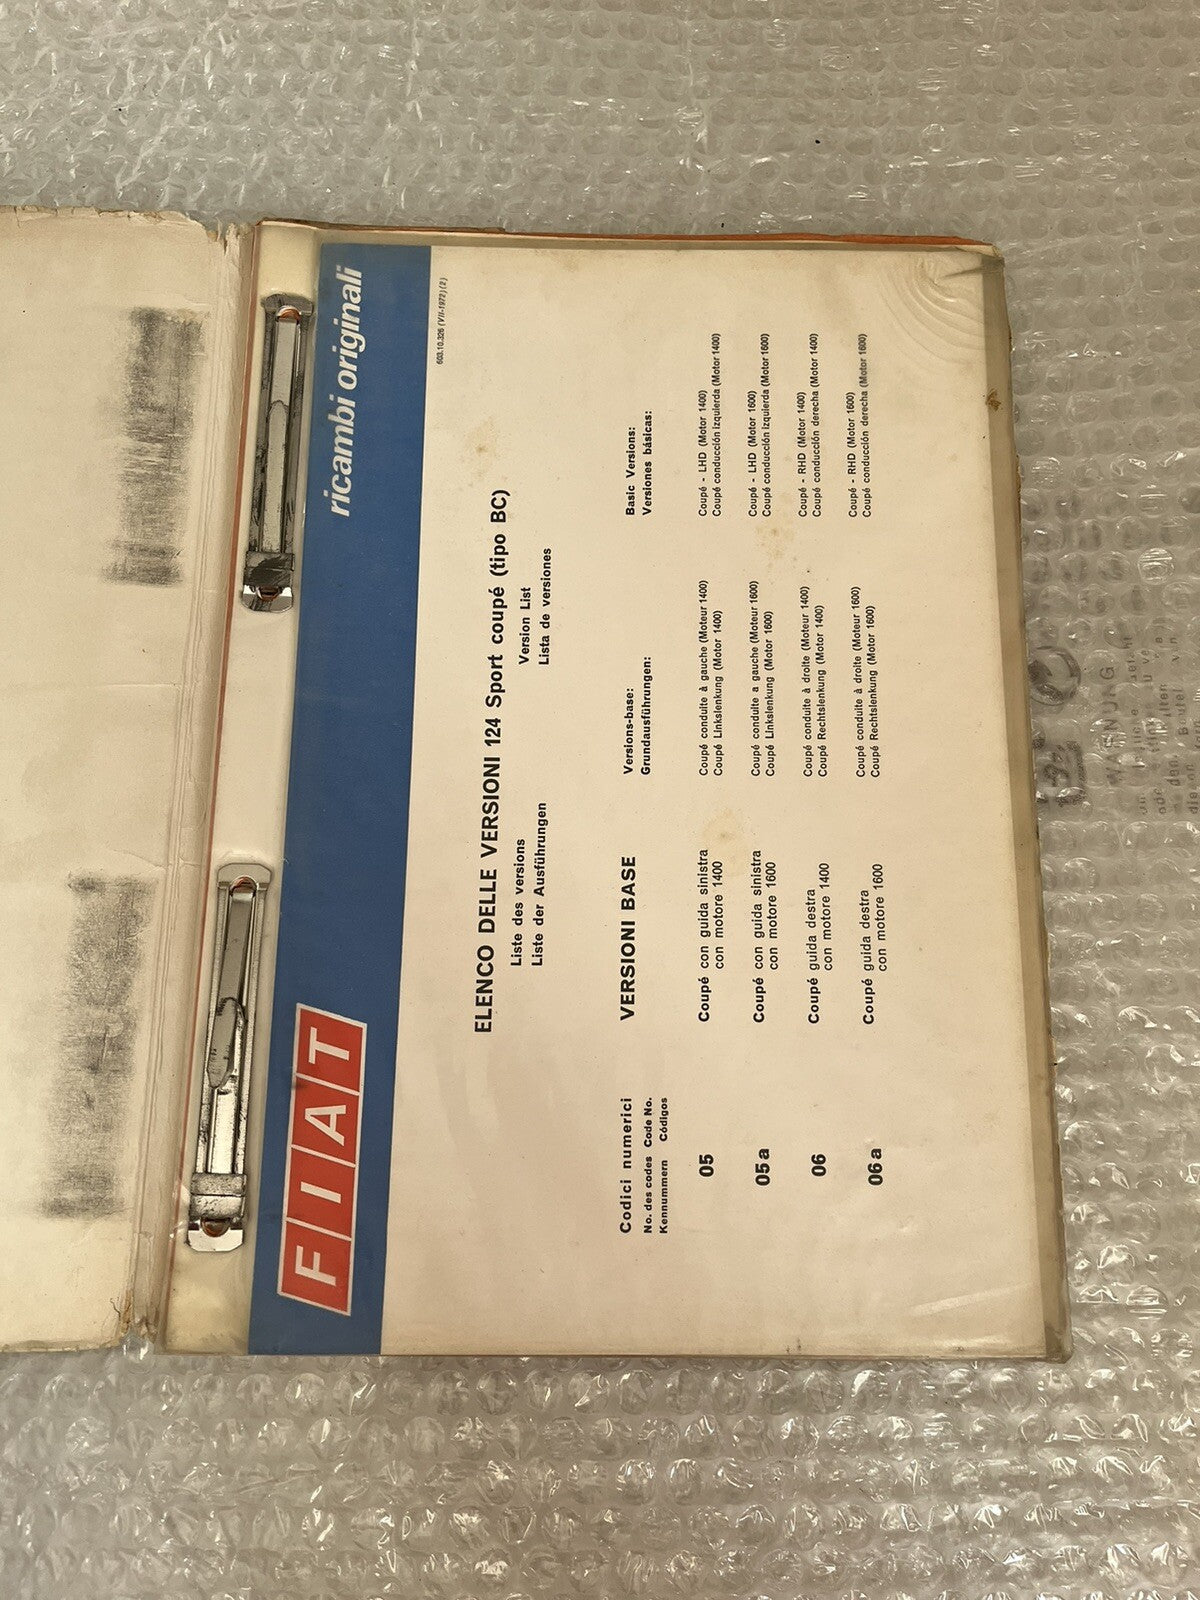 FIAT
ricambi originali
603.10.326 (VII-1972) (2)
ELENCO DELLE VERSIONI 124 Sport coupé (tipo BC)
Liste des versions
Version List
Liste der Ausführungen
Lista de versiones
Codici numerici
No. des codes Code No.
Kennummern Códigos
VERSIONI BASE
Versions-base:
Grundausführungen:
Basic Versions:
Versiones básicas:
05
Coupé con guida sinistra
con motore 1400
Coupé conduite à gauche (Moteur 1400)
Coupé Linkslenkung (Motor 1400)
Coupé - LHD (Motor 1400)
Coupé conducción izquierda (Motor 1400)
05a
Coupé con guida sinistra
con motore 1600
Coupé conduite a gauche (Moteur 1600)
Coupé Linkslenkung (Motor 1600)
Coupé - LHD (Motor 1600)
Coupé conducción izquierda (Motor 1600)
06
Coupé guida destra
con motore 1400
Coupé conduite à droite (Moteur 1400)
Coupé Rechtslenkung (Motor 1400)
Coupé - RHD (Motor 1400)
Coupé conducción derecha (Motor 1400)
06a
Coupé guida destra
con motore 1600
Coupé conduite à droite (Moteur 1600)
Coupé Rechtslenkung (Motor 1600)
Coupé - RHD (Motor 1600)
Coupé conducción derecha (Motor 1600)
WARNUNG